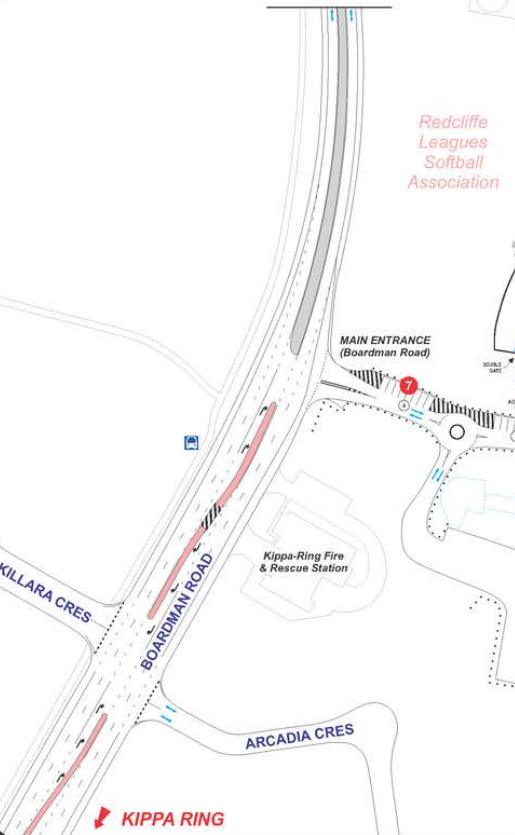 Redcliffe
Leagues
Softball
Association
MAIN ENTRANCE
(Boardman Road)
DOUBLE
GATE
7
Kippa-Ring Fire
& Rescue Station
KILLARA CRES
BOARDMAN ROAD
ARCADIA CRES
KIPPA RING